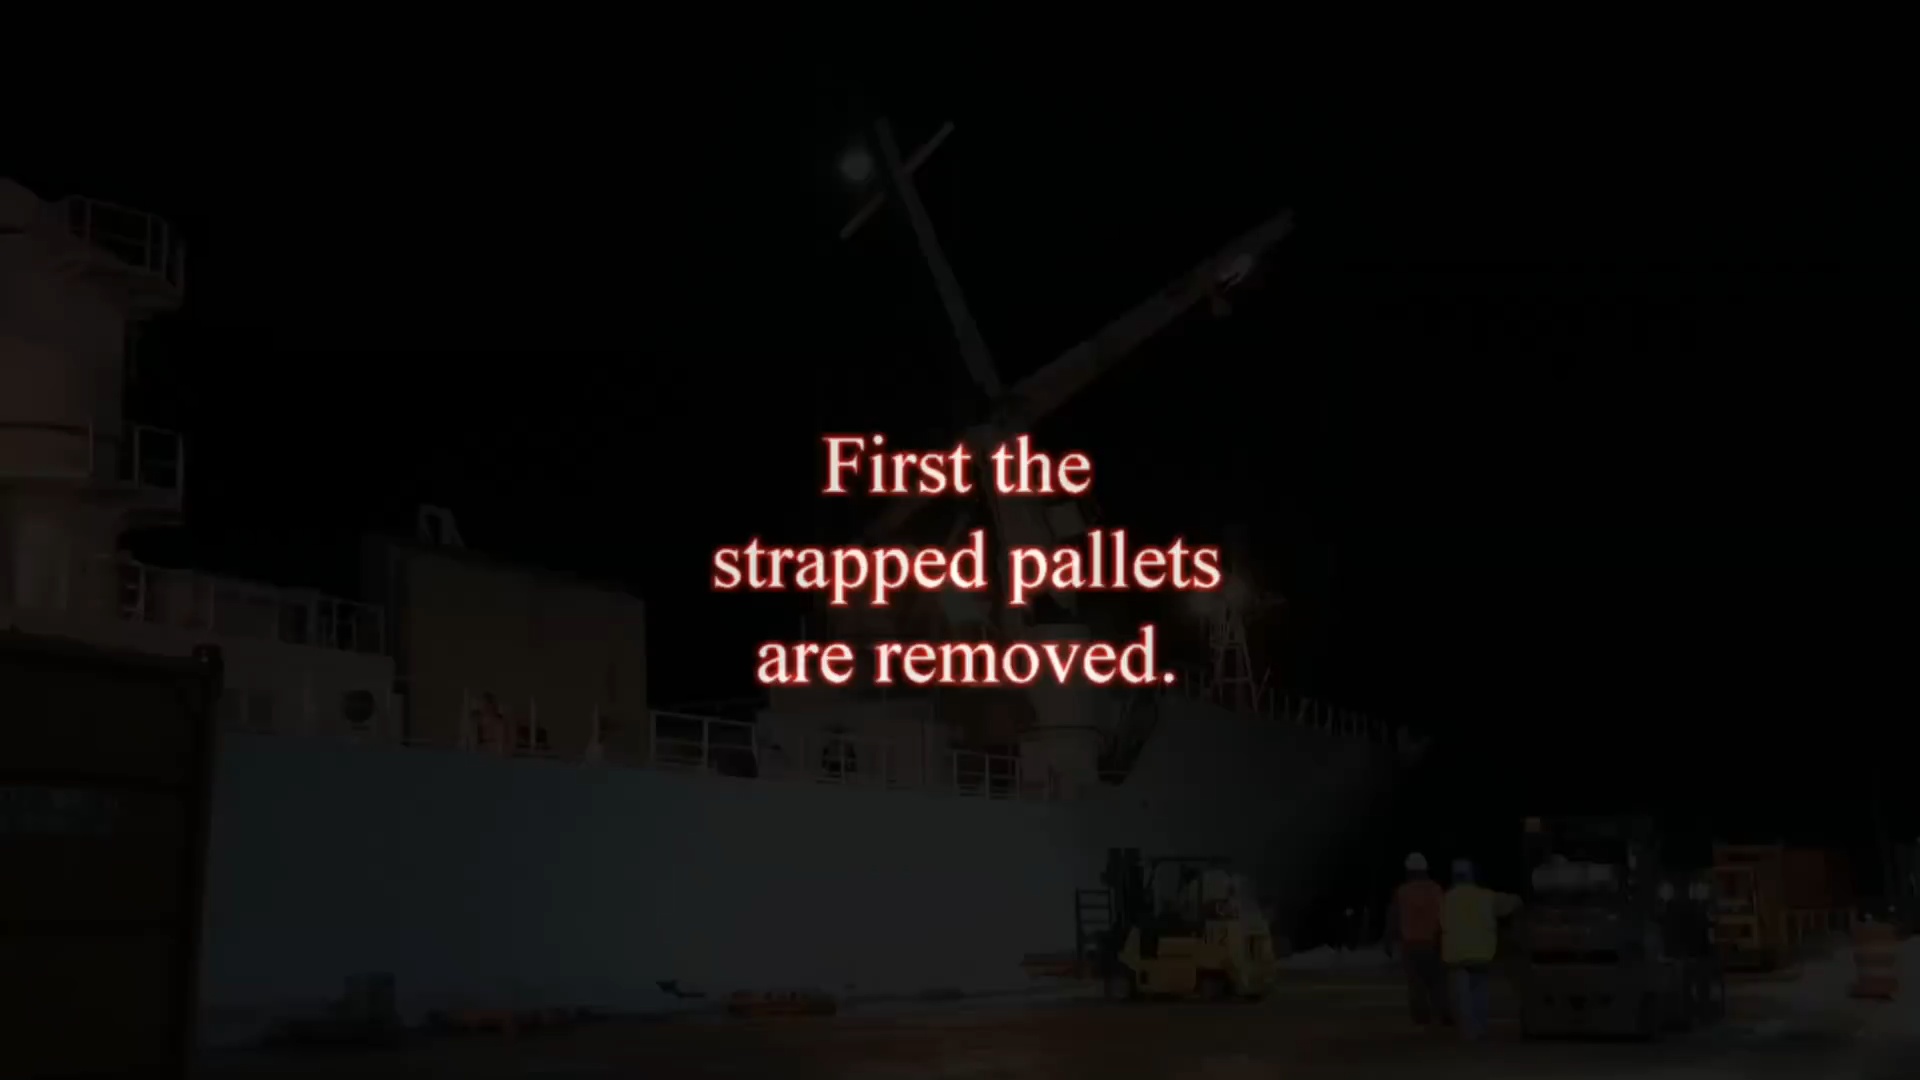 First the
strapped pallets
are removed.